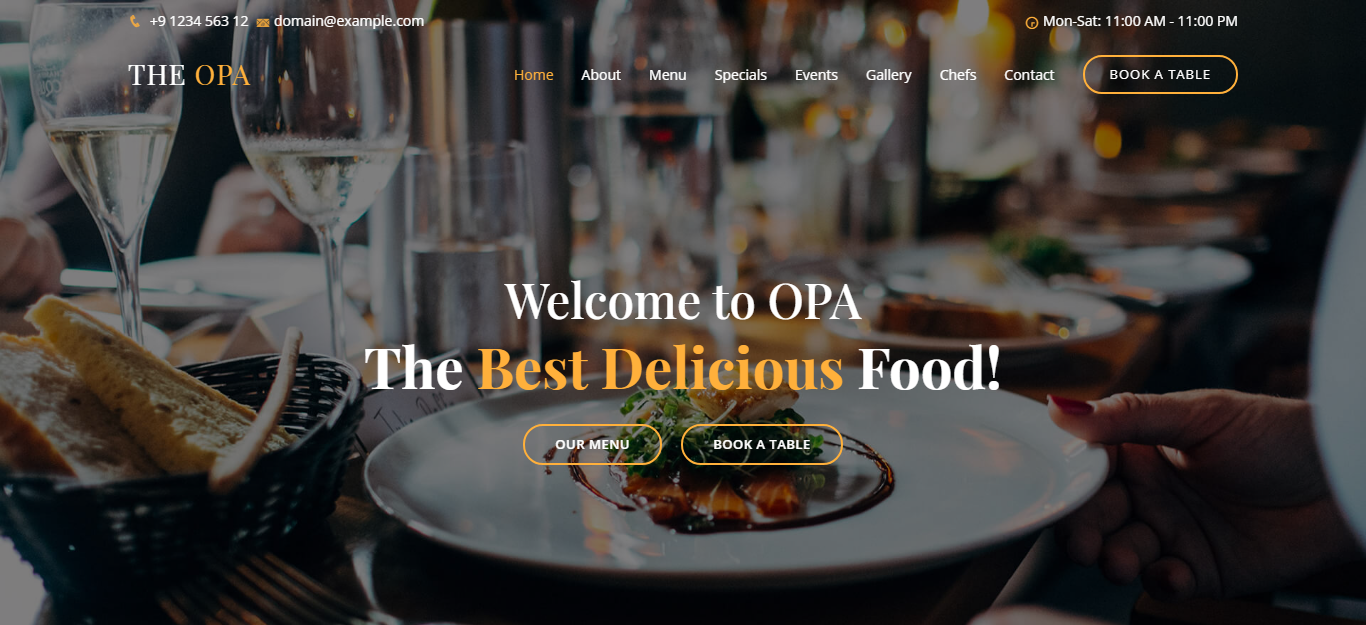 +9 1234 563 12 domain@example.com Mon-Sat: 11:00 AM - 11:00 PM
THE OPA Home About Menu Specials Events Gallery Chefs Contact BOOK A TABLE
Welcome to OPA
The Best Delicious Food!
OUR MENU BOOK A TABLE